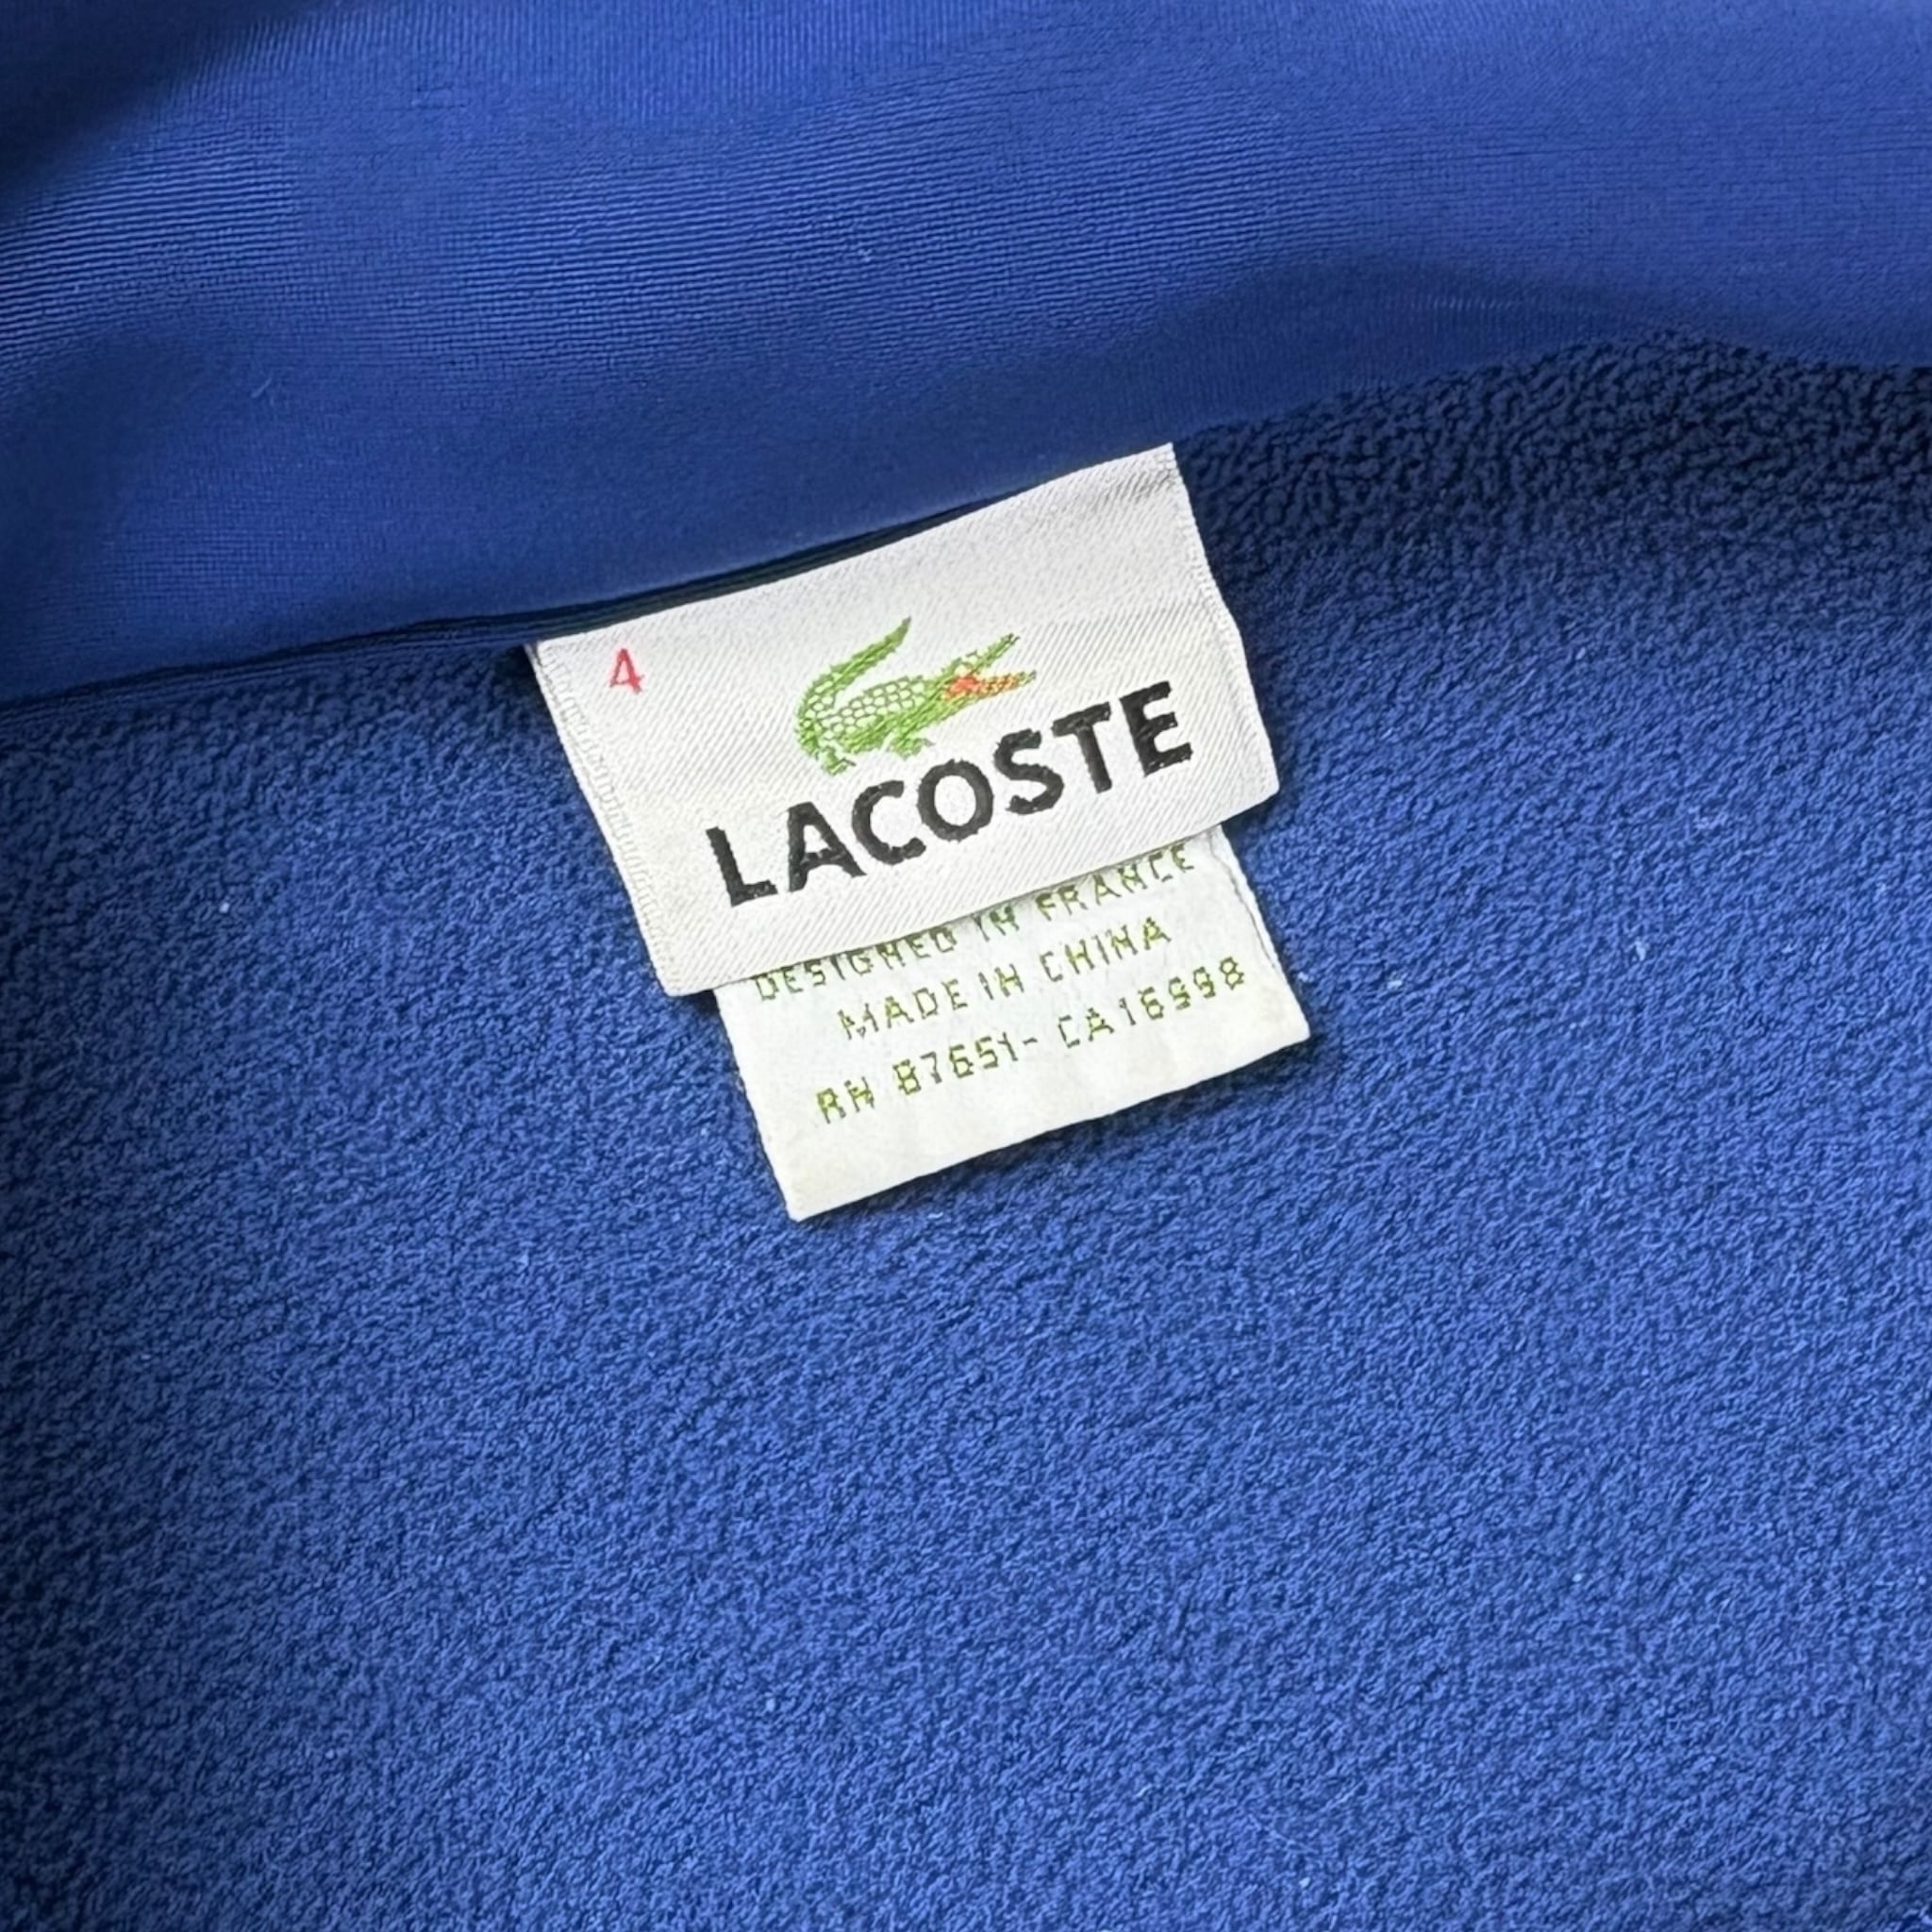 4
LACOSTE
DESIGNED IN FRANCE
MADE IN CHINA
RN 87651- CA16998